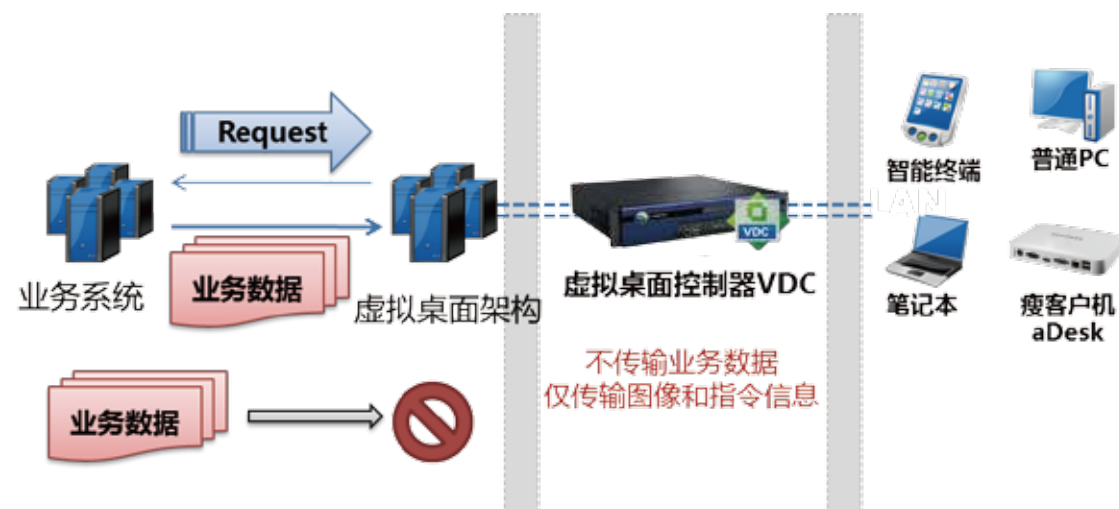 Request
业务系统
业务数据
虚拟桌面架构
业务数据
VDC
虚拟桌面控制器VDC
不传输业务数据
仅传输图像和指令信息
智能终端
普通PC
LAN
笔记本
瘦客户机
aDesk